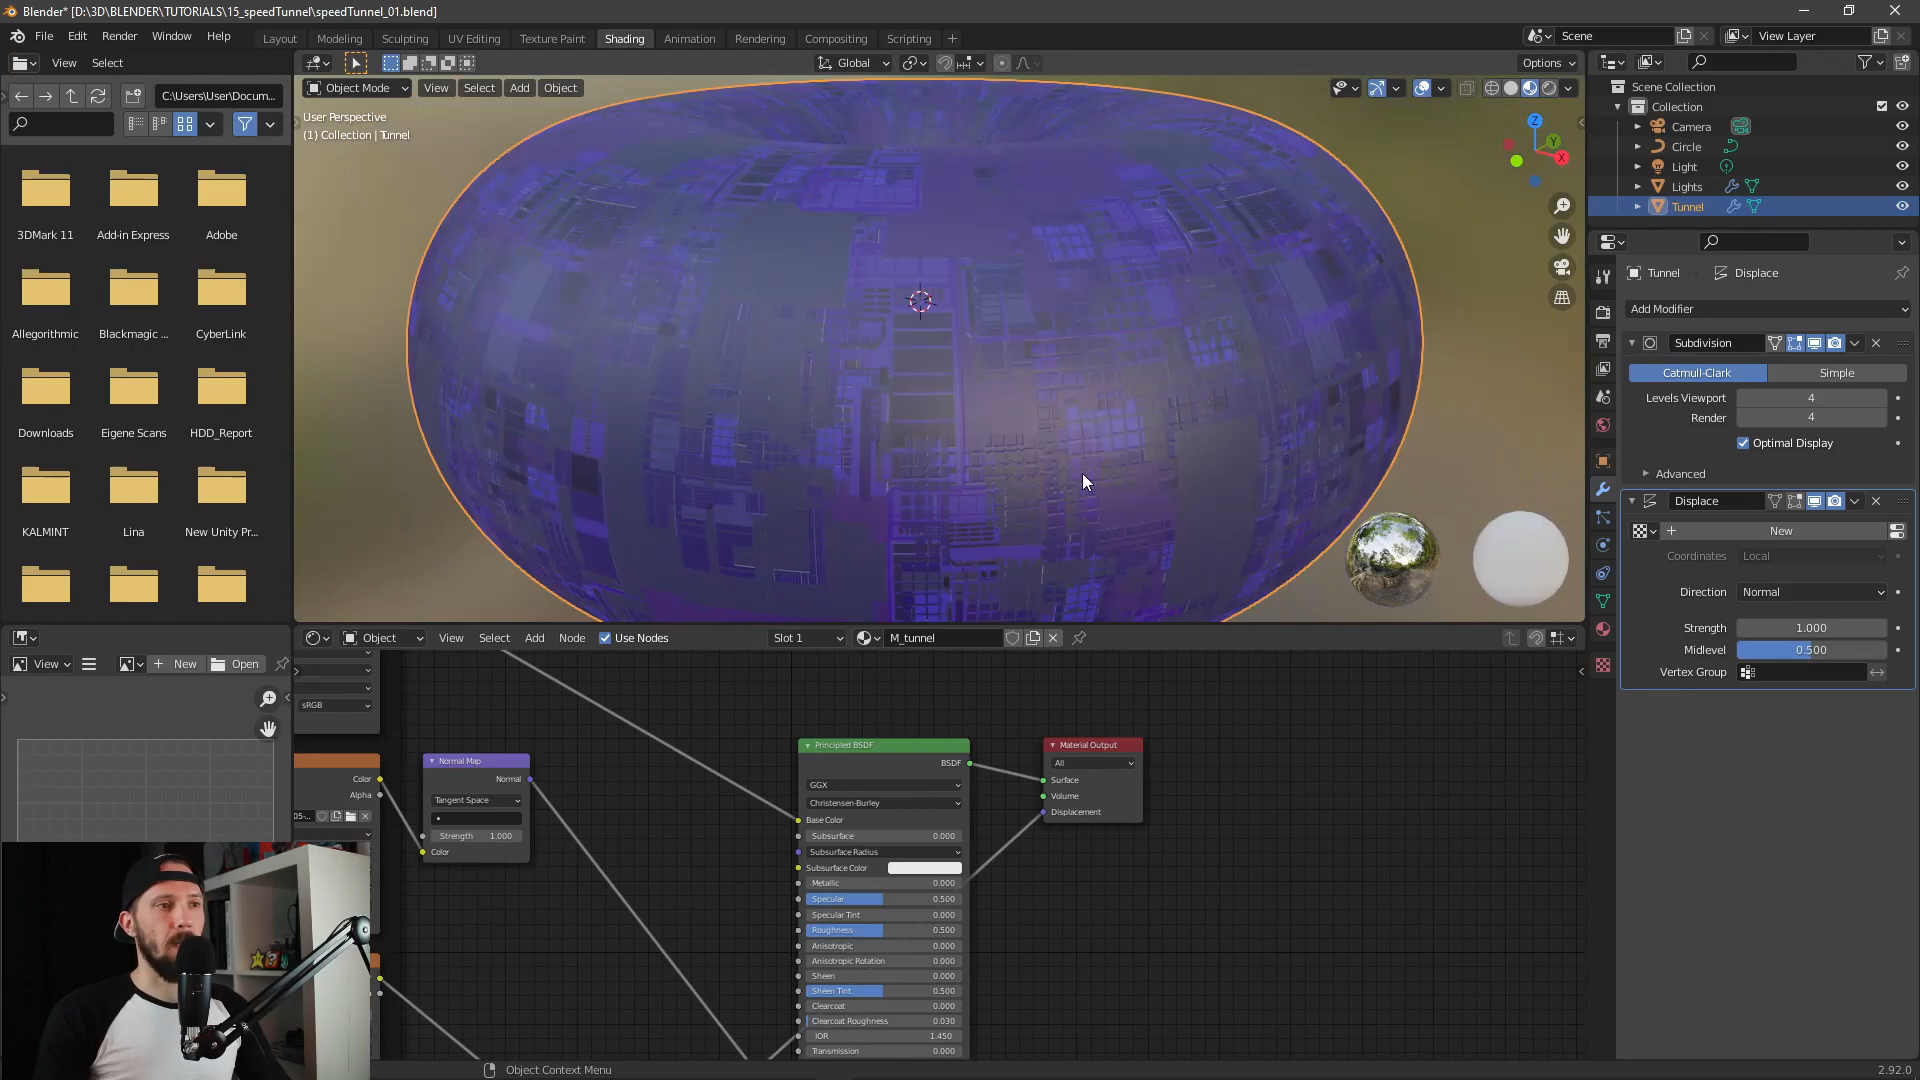 Blender* [D:\3D\BLENDER\TUTORIALS\15_speedTunnel\speedTunnel_01.blend]
File Edit Render Window Help
Layout Modeling Sculpting UV Editing Texture Paint Shading Animation Rendering Compositing Scripting +
Scene
View Layer
View Select
Global
Options
C:\Users\User\Docum...
Object Mode View Select Add Object
User Perspective
(1) Collection | Tunnel
Z
Y
X
Scene Collection
Collection
Camera
Circle
Light
Lights
Tunnel
3DMark 11
Add-in Express
Adobe
Allegorithmic
Blackmagic ...
CyberLink
Downloads
Eigene Scans
HDD_Report
KALMINT
Lina
New Unity Pr...
Tunnel Displace
Add Modifier
Subdivision
Catmull-Clark Simple
Levels Viewport 4
Render 4
Optimal Display
Advanced
Displace
New
Coordinates Local
Direction Normal
Strength 1.000
Midlevel 0.500
Vertex Group
View
New Open
Object View Select Add Node Use Nodes
Slot 1
M_tunnel
sRGB
Color
Alpha
05-...
Normal Map
Normal
Tangent Space
Strength 1.000
Color
Principled BSDF
BSDF
GGX
Christensen-Burley
Base Color
Subsurface 0.000
Subsurface Radius
Subsurface Color
Metallic 0.000
Specular 0.500
Specular Tint 0.000
Roughness 0.500
Anisotropic 0.000
Anisotropic Rotation 0.000
Sheen 0.000
Sheen Tint 0.500
Clearcoat 0.000
Clearcoat Roughness 0.030
IOR 1.450
Transmission 0.000
Material Output
All
Surface
Volume
Displacement
Object Context Menu
2.92.0